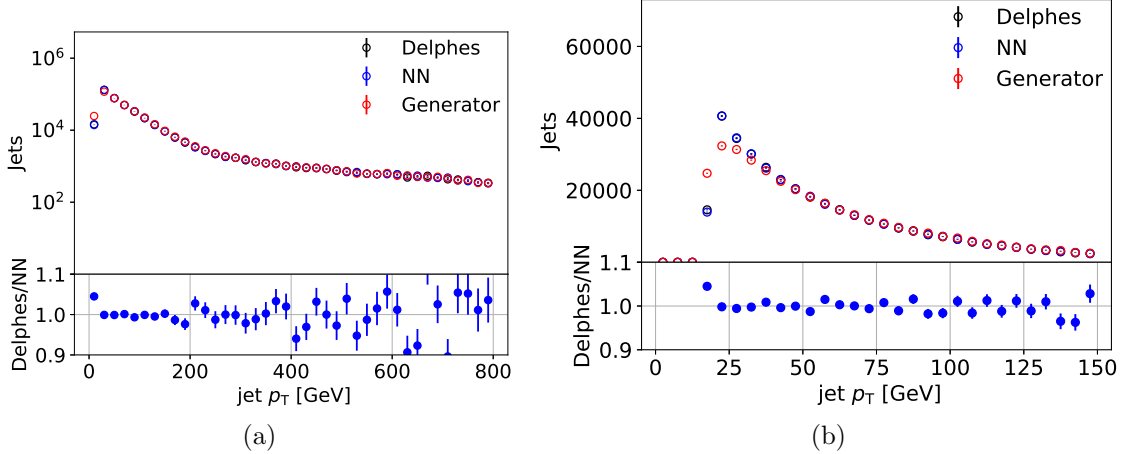 10^6
10^4
10^2
Jets
Delphes
NN
Generator
1.1
1.0
0.9
Delphes/NN
0
200
400
600
800
jet p_T [GeV]
(a)
60000
40000
20000
Jets
Delphes
NN
Generator
1.1
1.0
0.9
Delphes/NN
0
25
50
75
100
125
150
jet p_T [GeV]
(b)